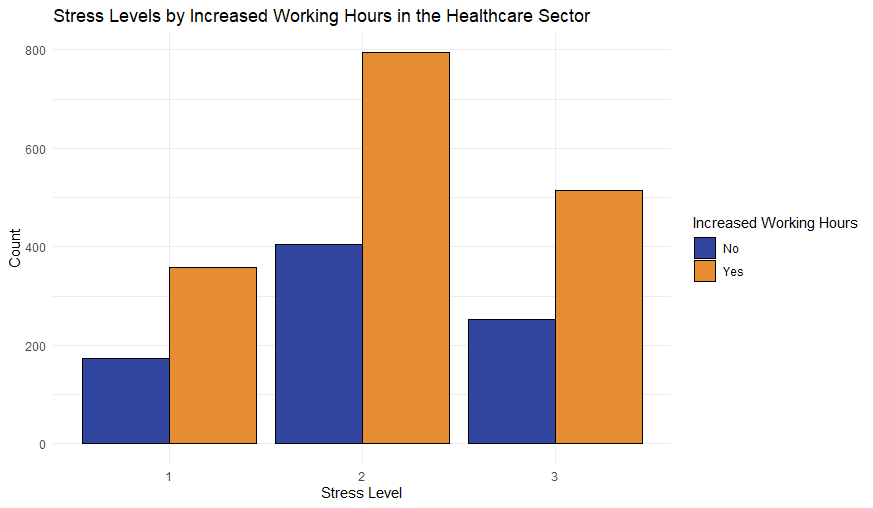 Stress Levels by Increased Working Hours in the Healthcare Sector
800
600
400
200
0
Count
1
2
3
Stress Level
Increased Working Hours
No
Yes